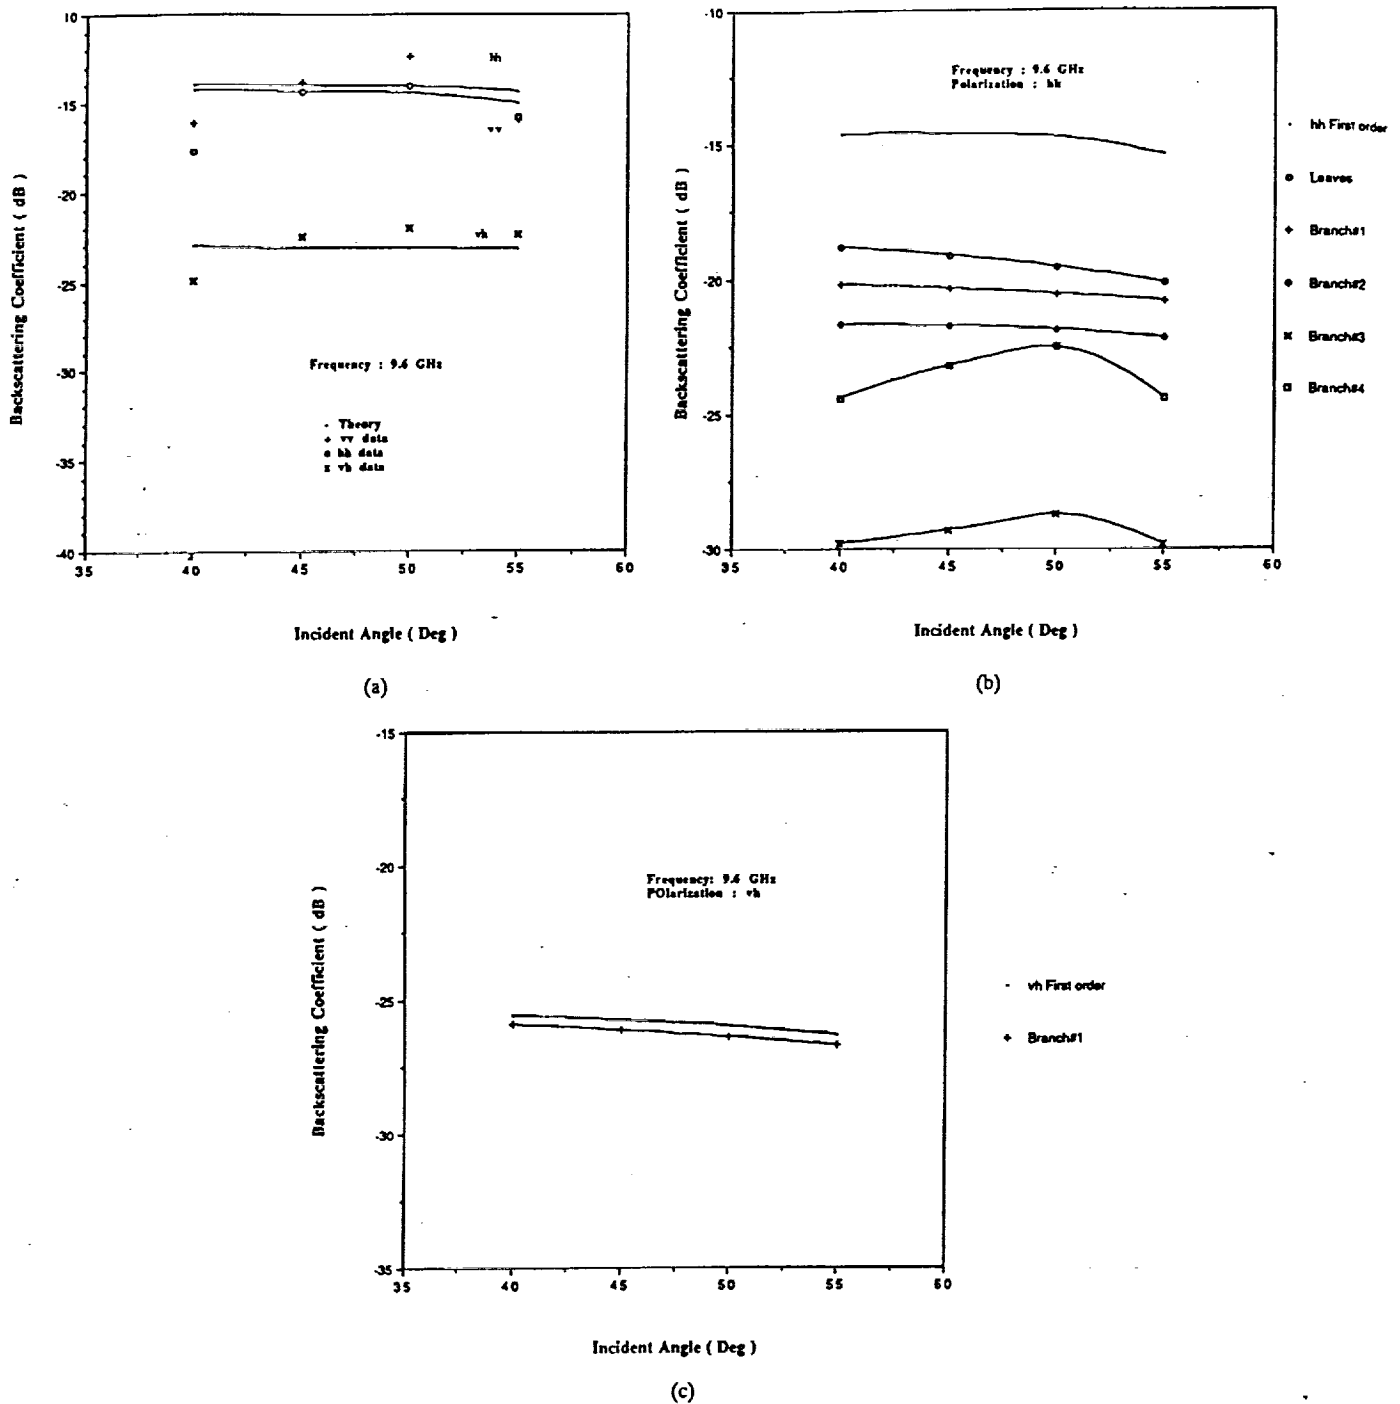 10
-15
-20
-25
-30
-35
-40
35
40
45
50
55
60
hh
vv
vh
Frequency : 9.6 GHz
- Theory
+ vv data
o hh data
x vh data
Backscattering Coefficient ( dB )
Incident Angle ( Deg )
(a)
-10
-15
-20
-25
-30
35
40
45
50
55
60
Frequency : 9.6 GHz
Polarization : hh
hh First order
Leaves
Branch#1
Branch#2
Branch#3
Branch#4
Backscattering Coefficient ( dB )
Incident Angle ( Deg )
(b)
-15
-20
-25
-30
-35
35
40
45
50
55
60
Frequency: 9.6 GHz
POlarization : vh
- vh First order
+ Branch#1
Backscattering Coefficient ( dB )
Incident Angle ( Deg )
(c)